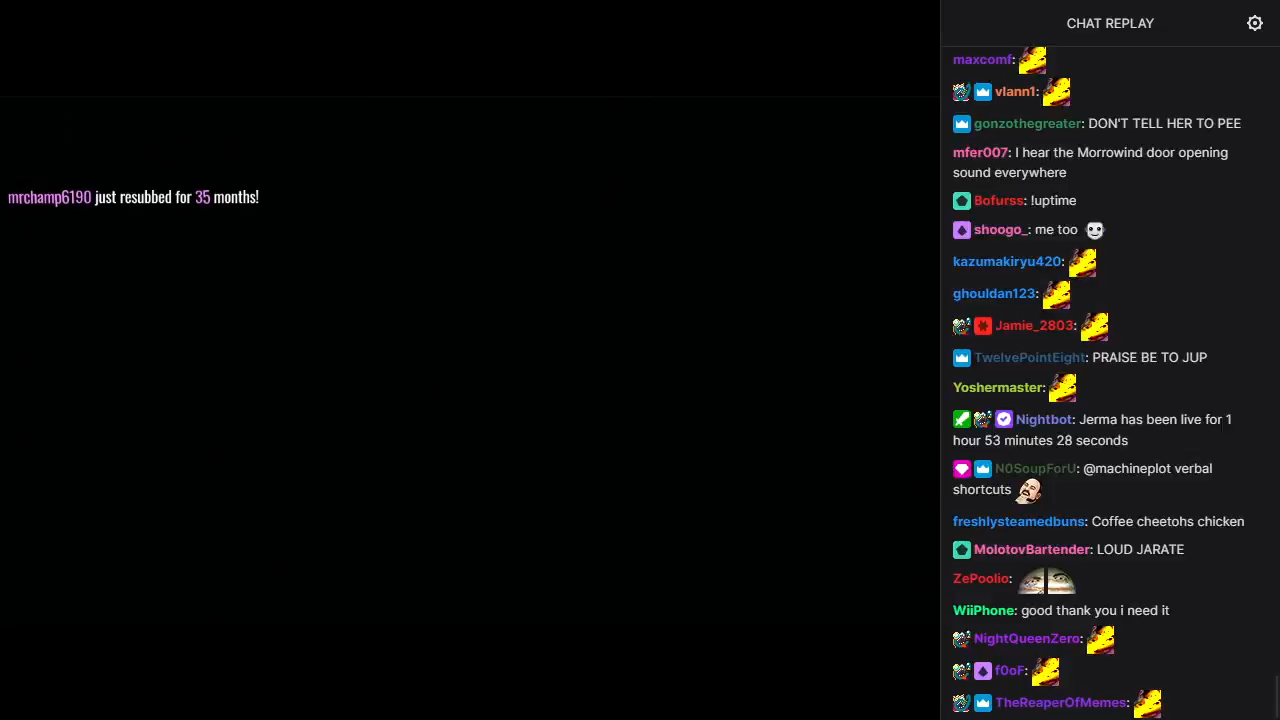 CHAT REPLAY
maxcomf:
vlann1:
gonzothegreater: DON'T TELL HER TO PEE
mfer007: I hear the Morrowind door opening
sound everywhere
mrchamp6190 just resubbed for 35 months!
Bofurss: !uptime
shoogo_: me too
kazumakiryu420:
ghouldan123:
Jamie_2803:
TwelvePointEight: PRAISE BE TO JUP
Yoshermaster:
Nightbot: Jerma has been live for 1
hour 53 minutes 28 seconds
N0SoupForU: @machineplot verbal
shortcuts
freshlysteamedbuns: Coffee cheetohs chicken
MolotovBartender: LOUD JARATE
ZePoolio:
WiiPhone: good thank you i need it
NightQueenZero:
f0oF:
TheReaperOfMemes: